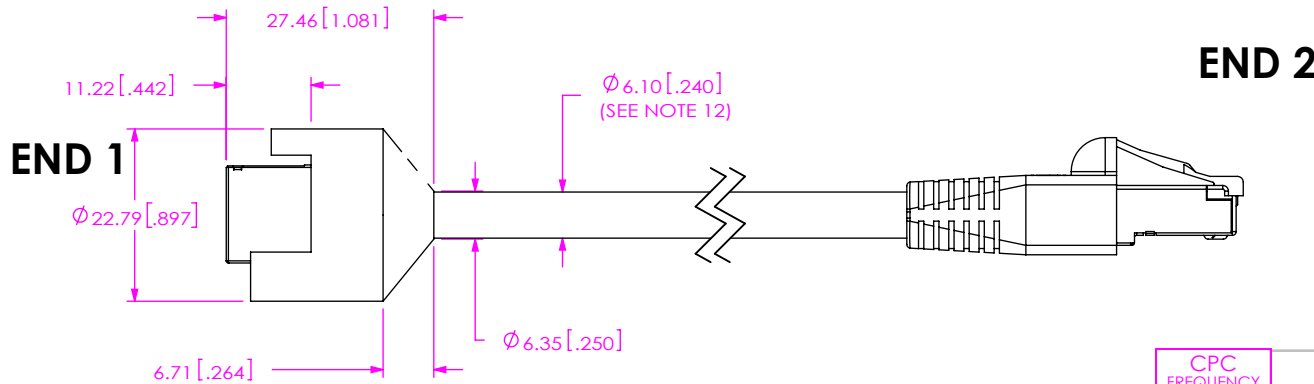 27.46[1.081]
END 2
11.22[.442]
Ø6.10[.240]
(SEE NOTE 12)
END 1
Ø22.79[.897]
Ø6.35[.250]
6.71[.264]
CPC
FREQUENCY